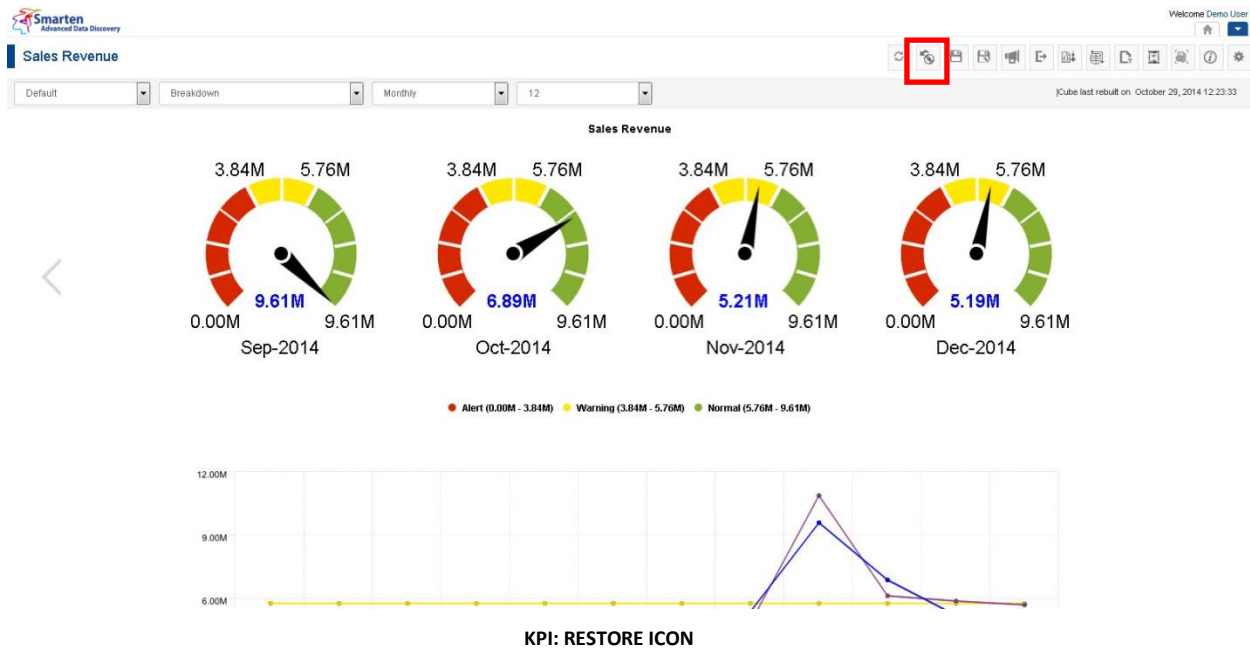 Smarten
Advanced Data Discovery
Welcome Demo User
Sales Revenue
Default Breakdown Monthly 12 |Cube last rebuilt on October 29, 2014 12:23:33
Sales Revenue
3.84M 5.76M 3.84M 5.76M 3.84M 5.76M 3.84M 5.76M
9.61M 6.89M 5.21M 5.19M
0.00M 9.61M 0.00M 9.61M 0.00M 9.61M 0.00M 9.61M
Sep-2014 Oct-2014 Nov-2014 Dec-2014
Alert (0.00M - 3.84M) Warning (3.84M - 5.76M) Normal (5.76M - 9.61M)
12.00M
9.00M
6.00M
KPI: RESTORE ICON